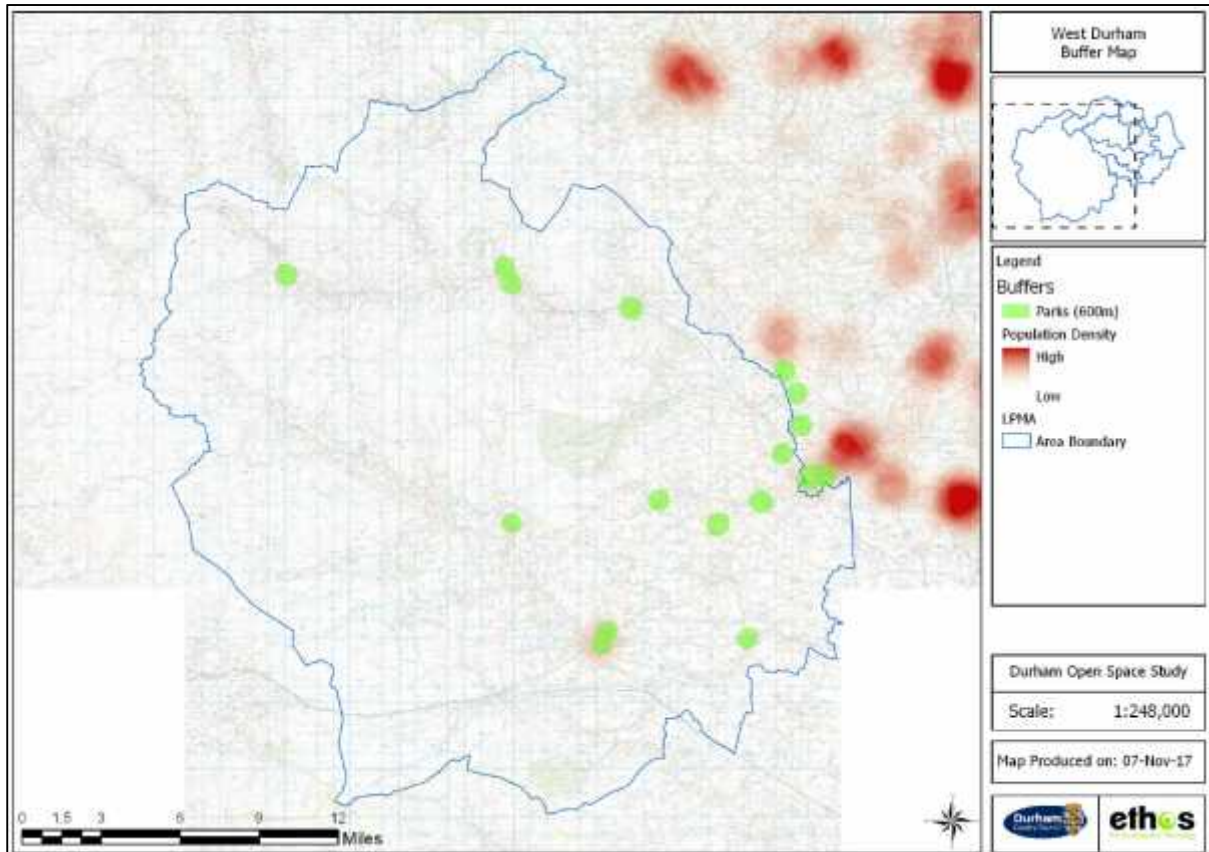 West Durham
Buffer Map
Legend
Buffers
Parks (600m)
Population Density
High
Low
LPMA
Area Boundary
Durham Open Space Study
Scale: 1:248,000
Map Produced on: 07-Nov-17
0 1.5 3 6 9 12
Miles
Durham
ethos